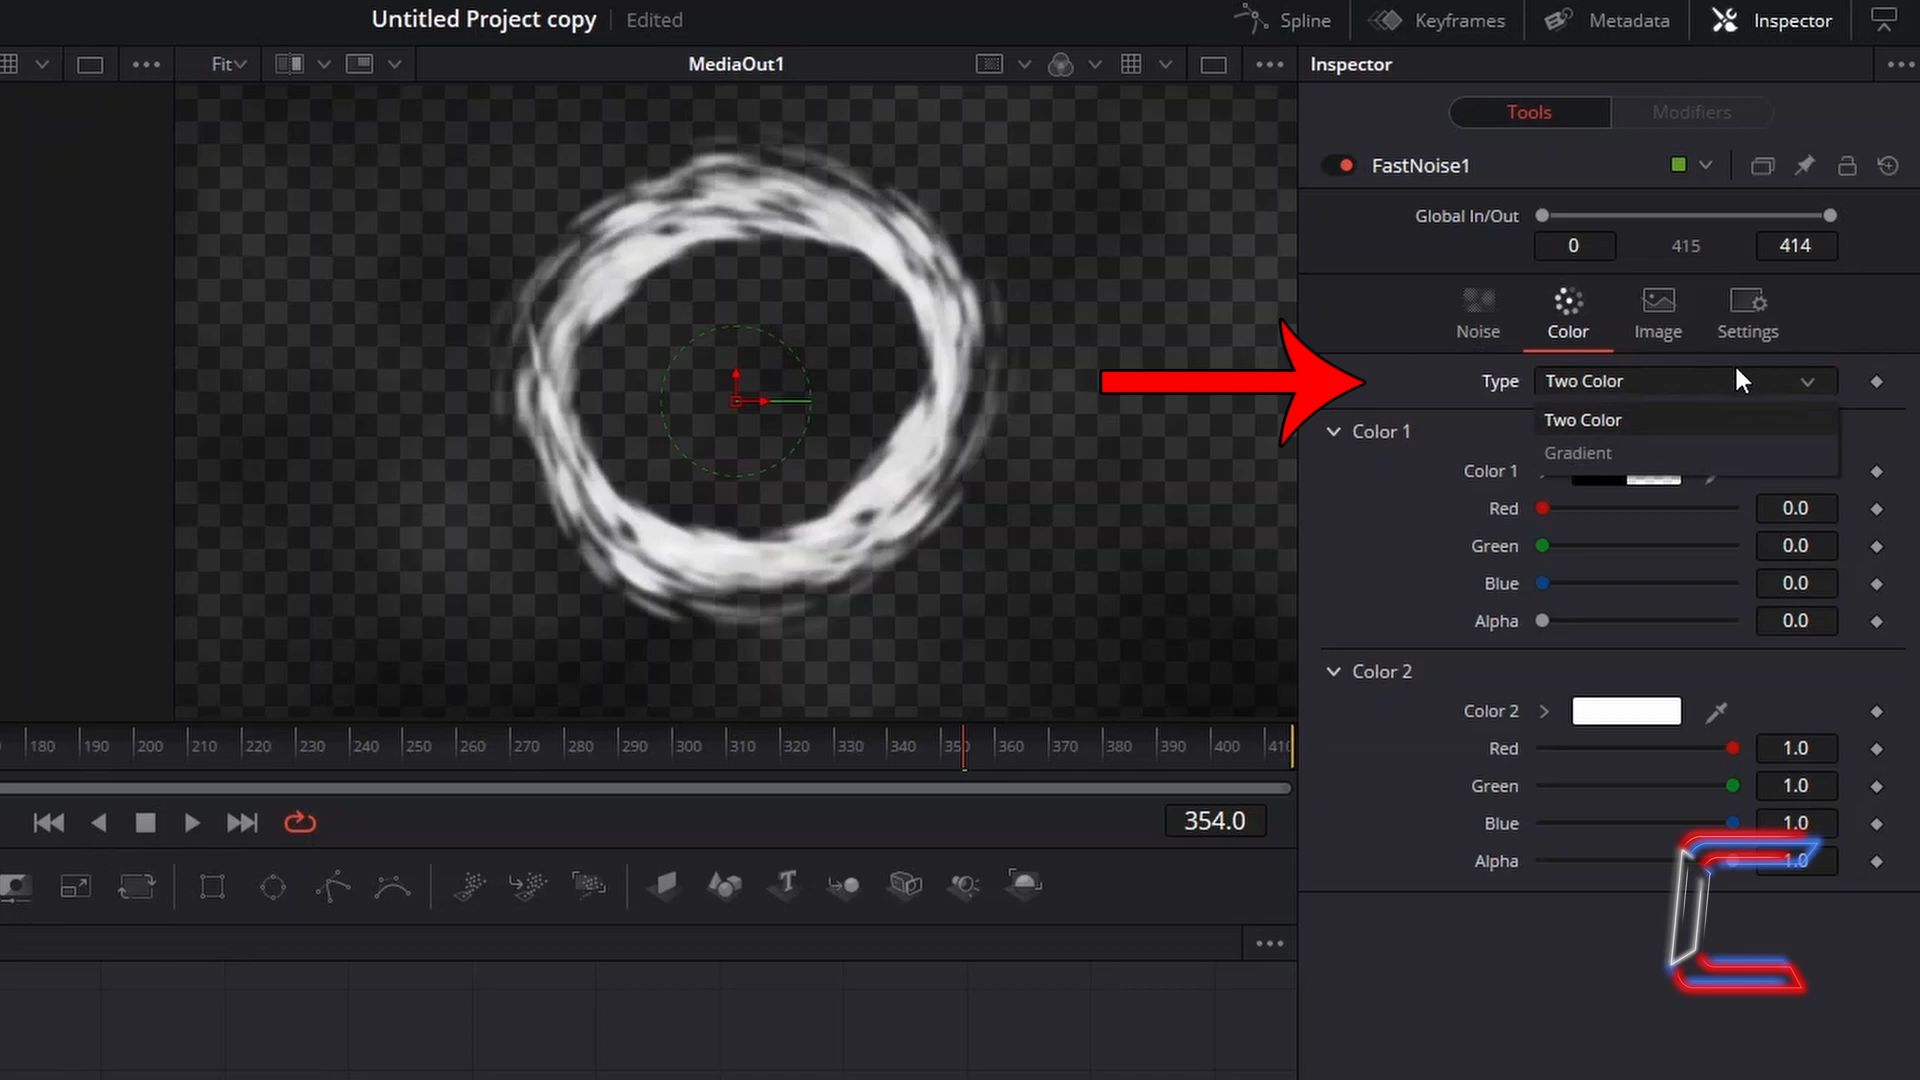 Untitled Project copy Edited
Spline Keyframes Metadata Inspector
Fit MediaOut1 Inspector
Tools Modifiers
FastNoise1
Global In/Out
0 415 414
Noise Color Image Settings
Type Two Color
Two Color
Gradient
Color 1
Color 1
Red 0.0
Green 0.0
Blue 0.0
Alpha 0.0
Color 2
Color 2
Red 1.0
Green 1.0
Blue 1.0
Alpha 1.0
180 190 200 210 220 230 240 250 260 270 280 290 300 310 320 330 340 350 360 370 380 390 400 410
354.0